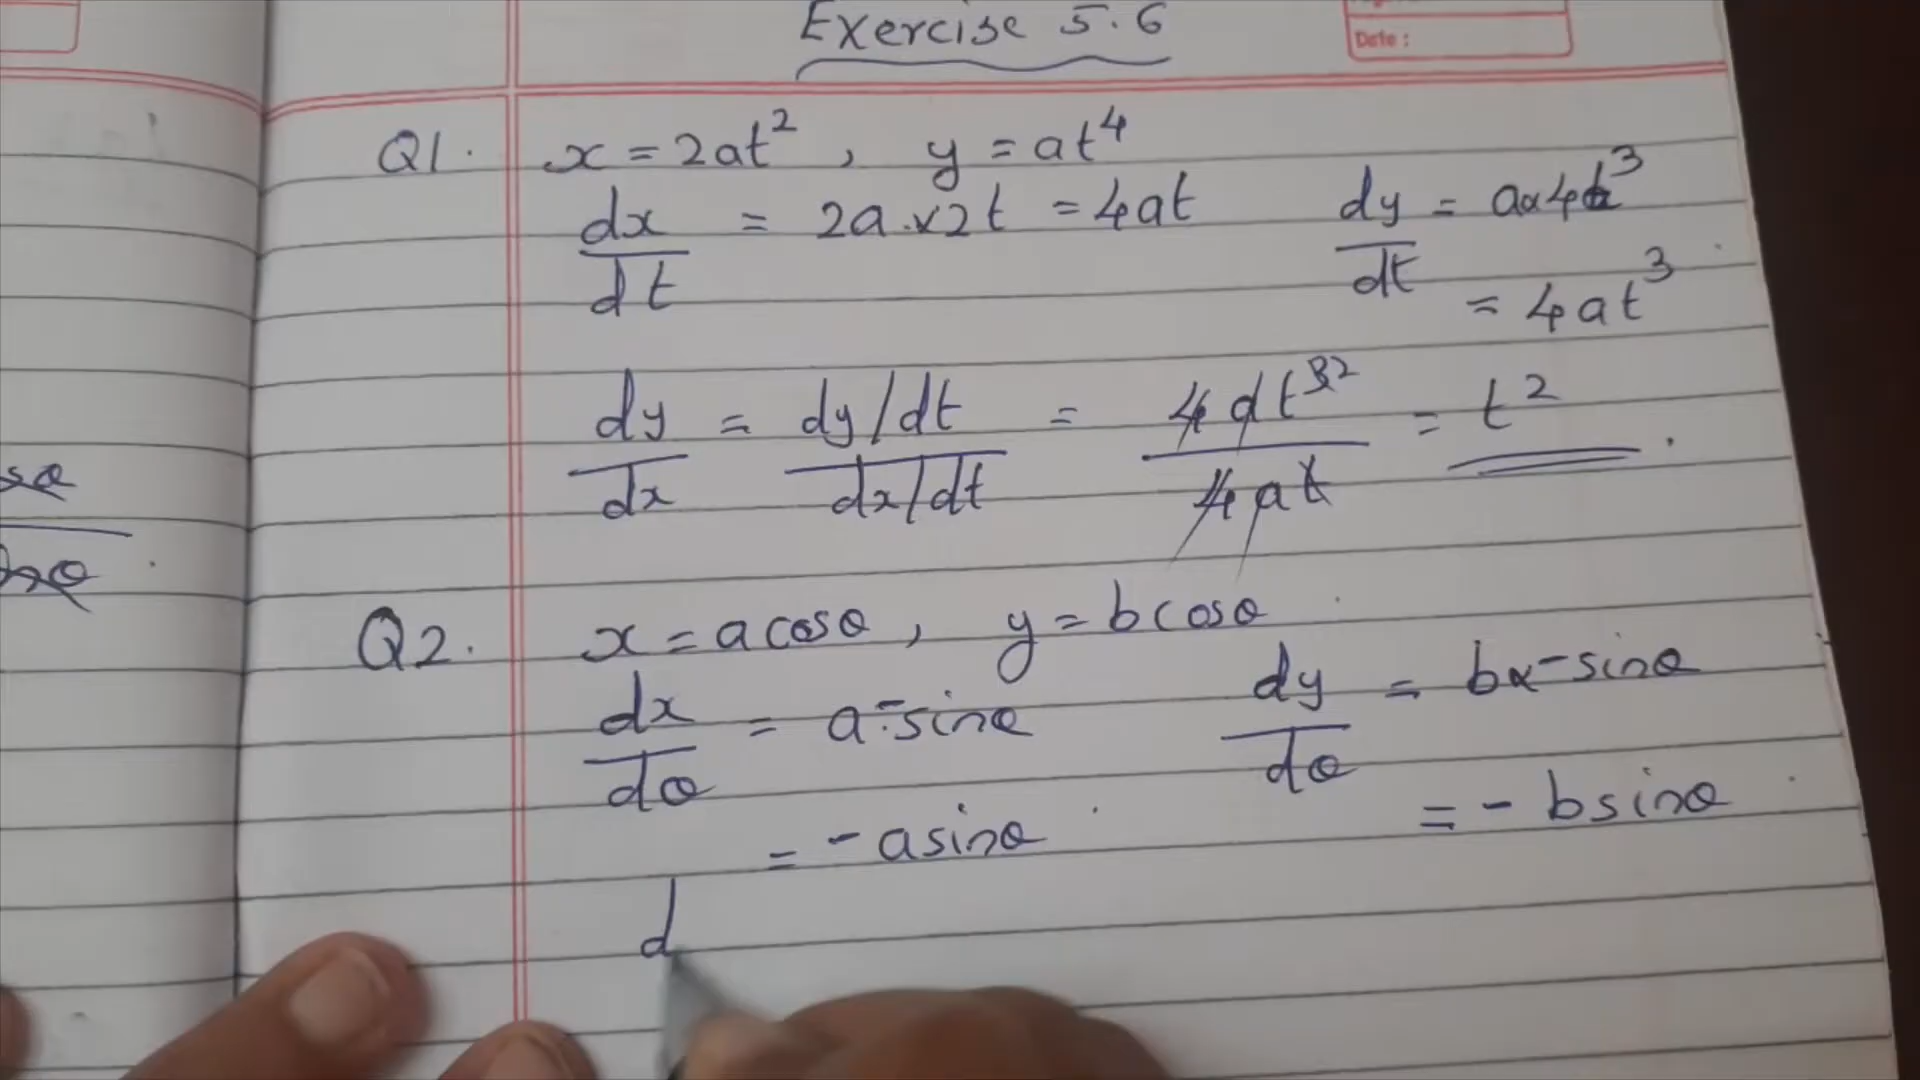 Exercise 5.6
Date :
Q1. x = 2at², y = at⁴
dx/dt = 2a × 2t = 4at
dy/dt = a×4t³
= 4at³
dy/dx = dy/dt / dx/dt = 4at³² / 4at = t².
Q2. x = a cosθ, y = b cosθ
dx/dθ = a·-sinθ
dy/dθ = b×-sinθ
= -a sinθ
= -b sinθ
d